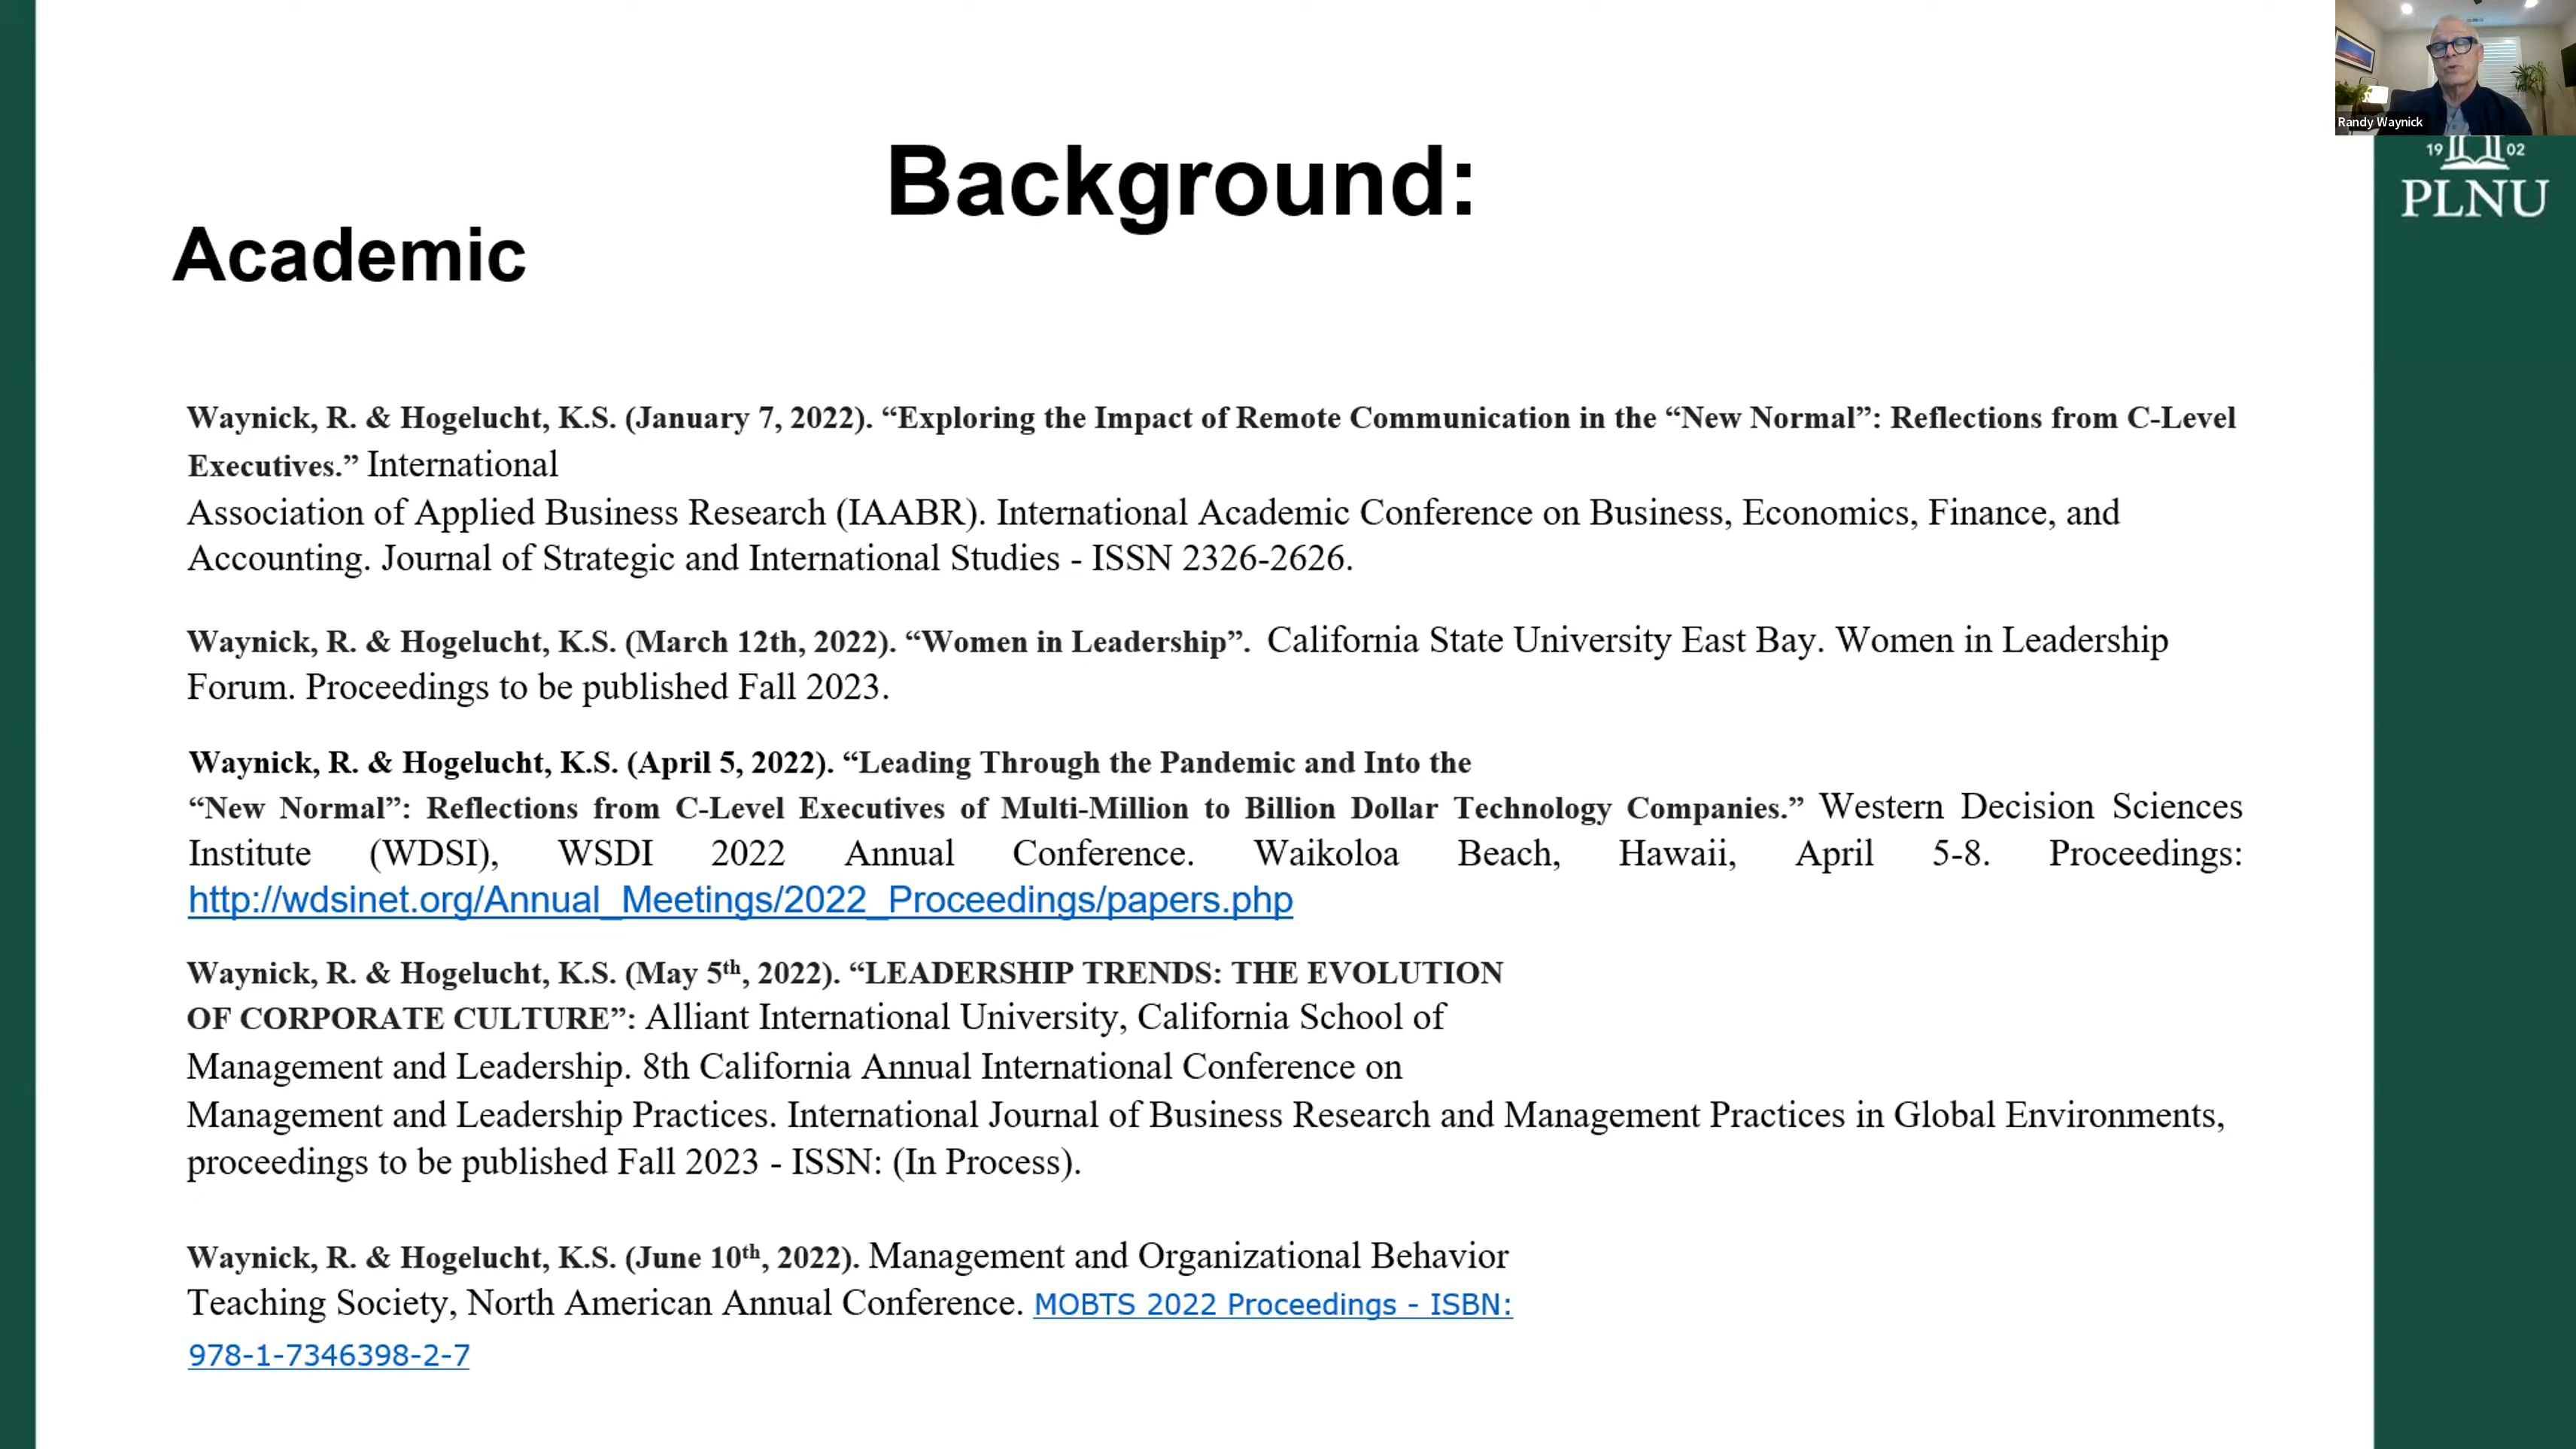 Background:
Academic
Waynick, R. & Hogelucht, K.S. (January 7, 2022). “Exploring the Impact of Remote Communication in the “New Normal”: Reflections from C-Level
Executives.” International
Association of Applied Business Research (IAABR). International Academic Conference on Business, Economics, Finance, and
Accounting. Journal of Strategic and International Studies - ISSN 2326-2626.
Waynick, R. & Hogelucht, K.S. (March 12th, 2022). “Women in Leadership”. California State University East Bay. Women in Leadership
Forum. Proceedings to be published Fall 2023.
Waynick, R. & Hogelucht, K.S. (April 5, 2022). “Leading Through the Pandemic and Into the
“New Normal”: Reflections from C-Level Executives of Multi-Million to Billion Dollar Technology Companies.” Western Decision Sciences
Institute (WDSI), WSDI 2022 Annual Conference. Waikoloa Beach, Hawaii, April 5-8. Proceedings:
http://wdsinet.org/Annual_Meetings/2022_Proceedings/papers.php
Waynick, R. & Hogelucht, K.S. (May 5th, 2022). “LEADERSHIP TRENDS: THE EVOLUTION
OF CORPORATE CULTURE”: Alliant International University, California School of
Management and Leadership. 8th California Annual International Conference on
Management and Leadership Practices. International Journal of Business Research and Management Practices in Global Environments,
proceedings to be published Fall 2023 - ISSN: (In Process).
Waynick, R. & Hogelucht, K.S. (June 10th, 2022). Management and Organizational Behavior
Teaching Society, North American Annual Conference. MOBTS 2022 Proceedings - ISBN:
978-1-7346398-2-7
Randy Waynick
19 02
PLNU